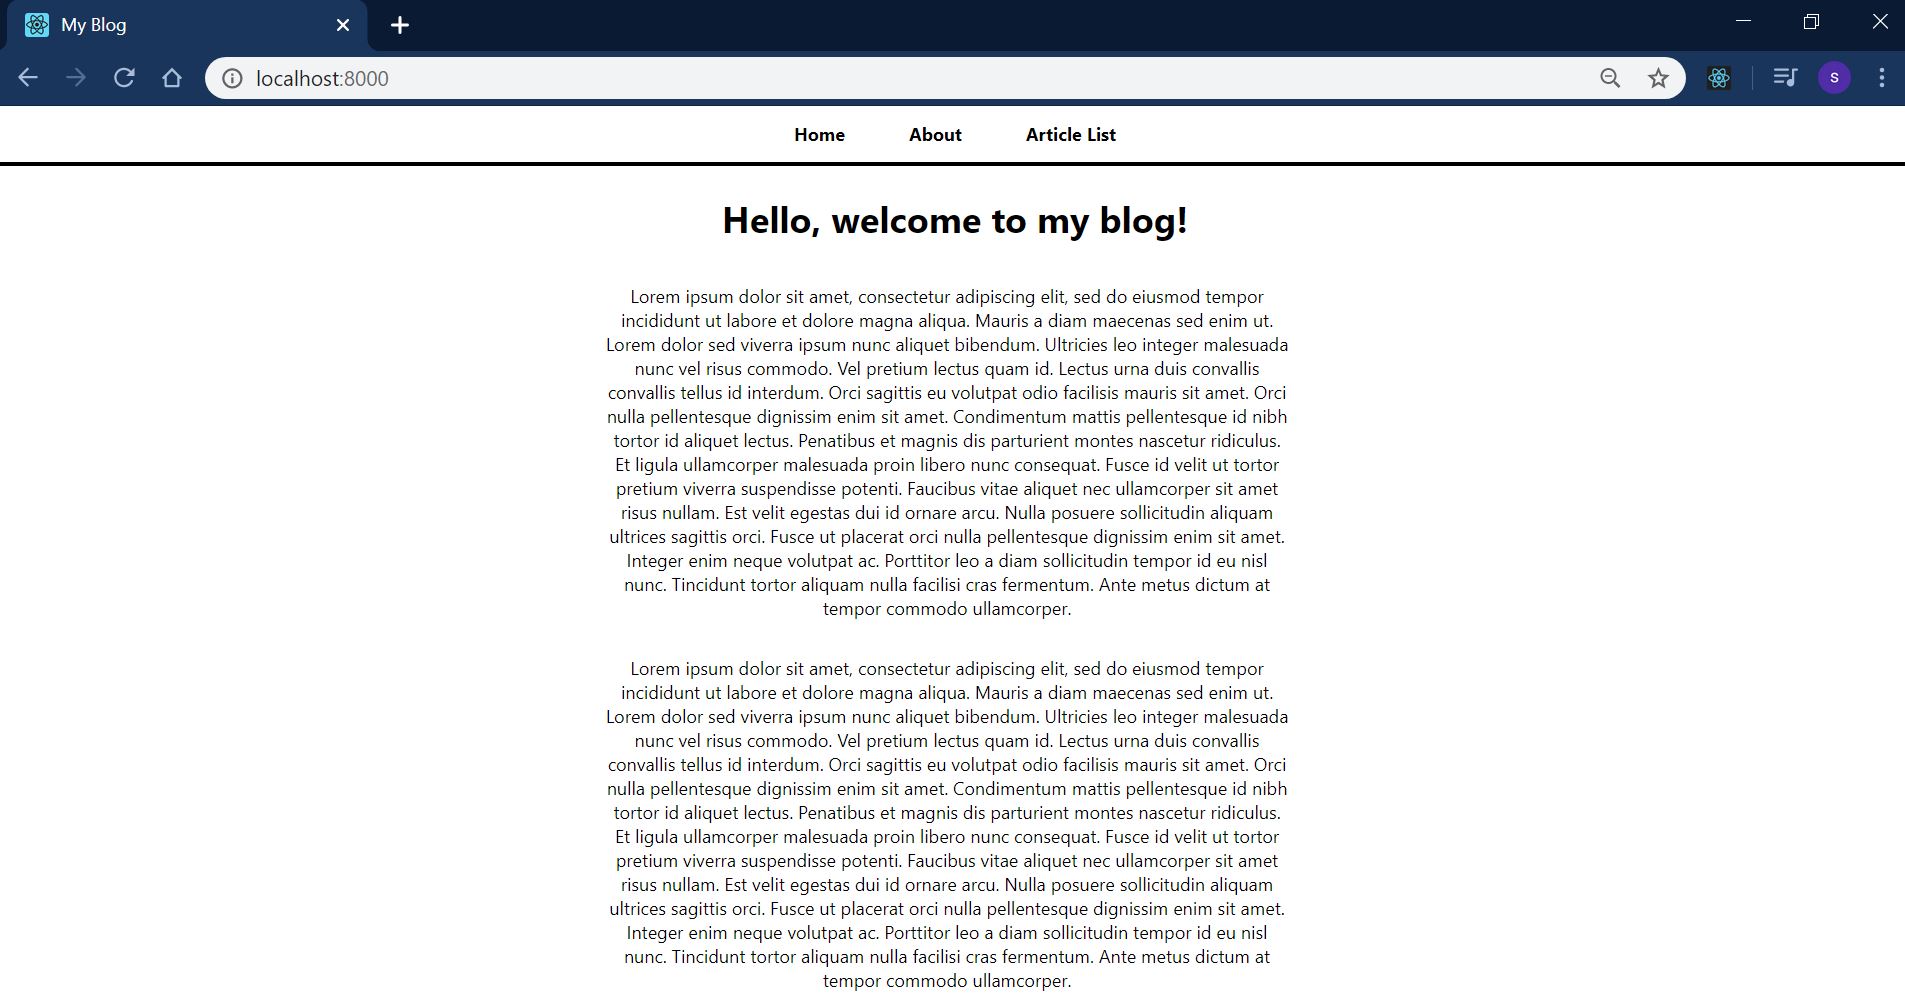 My Blog
localhost:8000
S
Home About Article List
Hello, welcome to my blog!
Lorem ipsum dolor sit amet, consectetur adipiscing elit, sed do eiusmod tempor
incididunt ut labore et dolore magna aliqua. Mauris a diam maecenas sed enim ut.
Lorem dolor sed viverra ipsum nunc aliquet bibendum. Ultricies leo integer malesuada
nunc vel risus commodo. Vel pretium lectus quam id. Lectus urna duis convallis
convallis tellus id interdum. Orci sagittis eu volutpat odio facilisis mauris sit amet. Orci
nulla pellentesque dignissim enim sit amet. Condimentum mattis pellentesque id nibh
tortor id aliquet lectus. Penatibus et magnis dis parturient montes nascetur ridiculus.
Et ligula ullamcorper malesuada proin libero nunc consequat. Fusce id velit ut tortor
pretium viverra suspendisse potenti. Faucibus vitae aliquet nec ullamcorper sit amet
risus nullam. Est velit egestas dui id ornare arcu. Nulla posuere sollicitudin aliquam
ultrices sagittis orci. Fusce ut placerat orci nulla pellentesque dignissim enim sit amet.
Integer enim neque volutpat ac. Porttitor leo a diam sollicitudin tempor id eu nisl
nunc. Tincidunt tortor aliquam nulla facilisi cras fermentum. Ante metus dictum at
tempor commodo ullamcorper.
Lorem ipsum dolor sit amet, consectetur adipiscing elit, sed do eiusmod tempor
incididunt ut labore et dolore magna aliqua. Mauris a diam maecenas sed enim ut.
Lorem dolor sed viverra ipsum nunc aliquet bibendum. Ultricies leo integer malesuada
nunc vel risus commodo. Vel pretium lectus quam id. Lectus urna duis convallis
convallis tellus id interdum. Orci sagittis eu volutpat odio facilisis mauris sit amet. Orci
nulla pellentesque dignissim enim sit amet. Condimentum mattis pellentesque id nibh
tortor id aliquet lectus. Penatibus et magnis dis parturient montes nascetur ridiculus.
Et ligula ullamcorper malesuada proin libero nunc consequat. Fusce id velit ut tortor
pretium viverra suspendisse potenti. Faucibus vitae aliquet nec ullamcorper sit amet
risus nullam. Est velit egestas dui id ornare arcu. Nulla posuere sollicitudin aliquam
ultrices sagittis orci. Fusce ut placerat orci nulla pellentesque dignissim enim sit amet.
Integer enim neque volutpat ac. Porttitor leo a diam sollicitudin tempor id eu nisl
nunc. Tincidunt tortor aliquam nulla facilisi cras fermentum. Ante metus dictum at
tempor commodo ullamcorper.